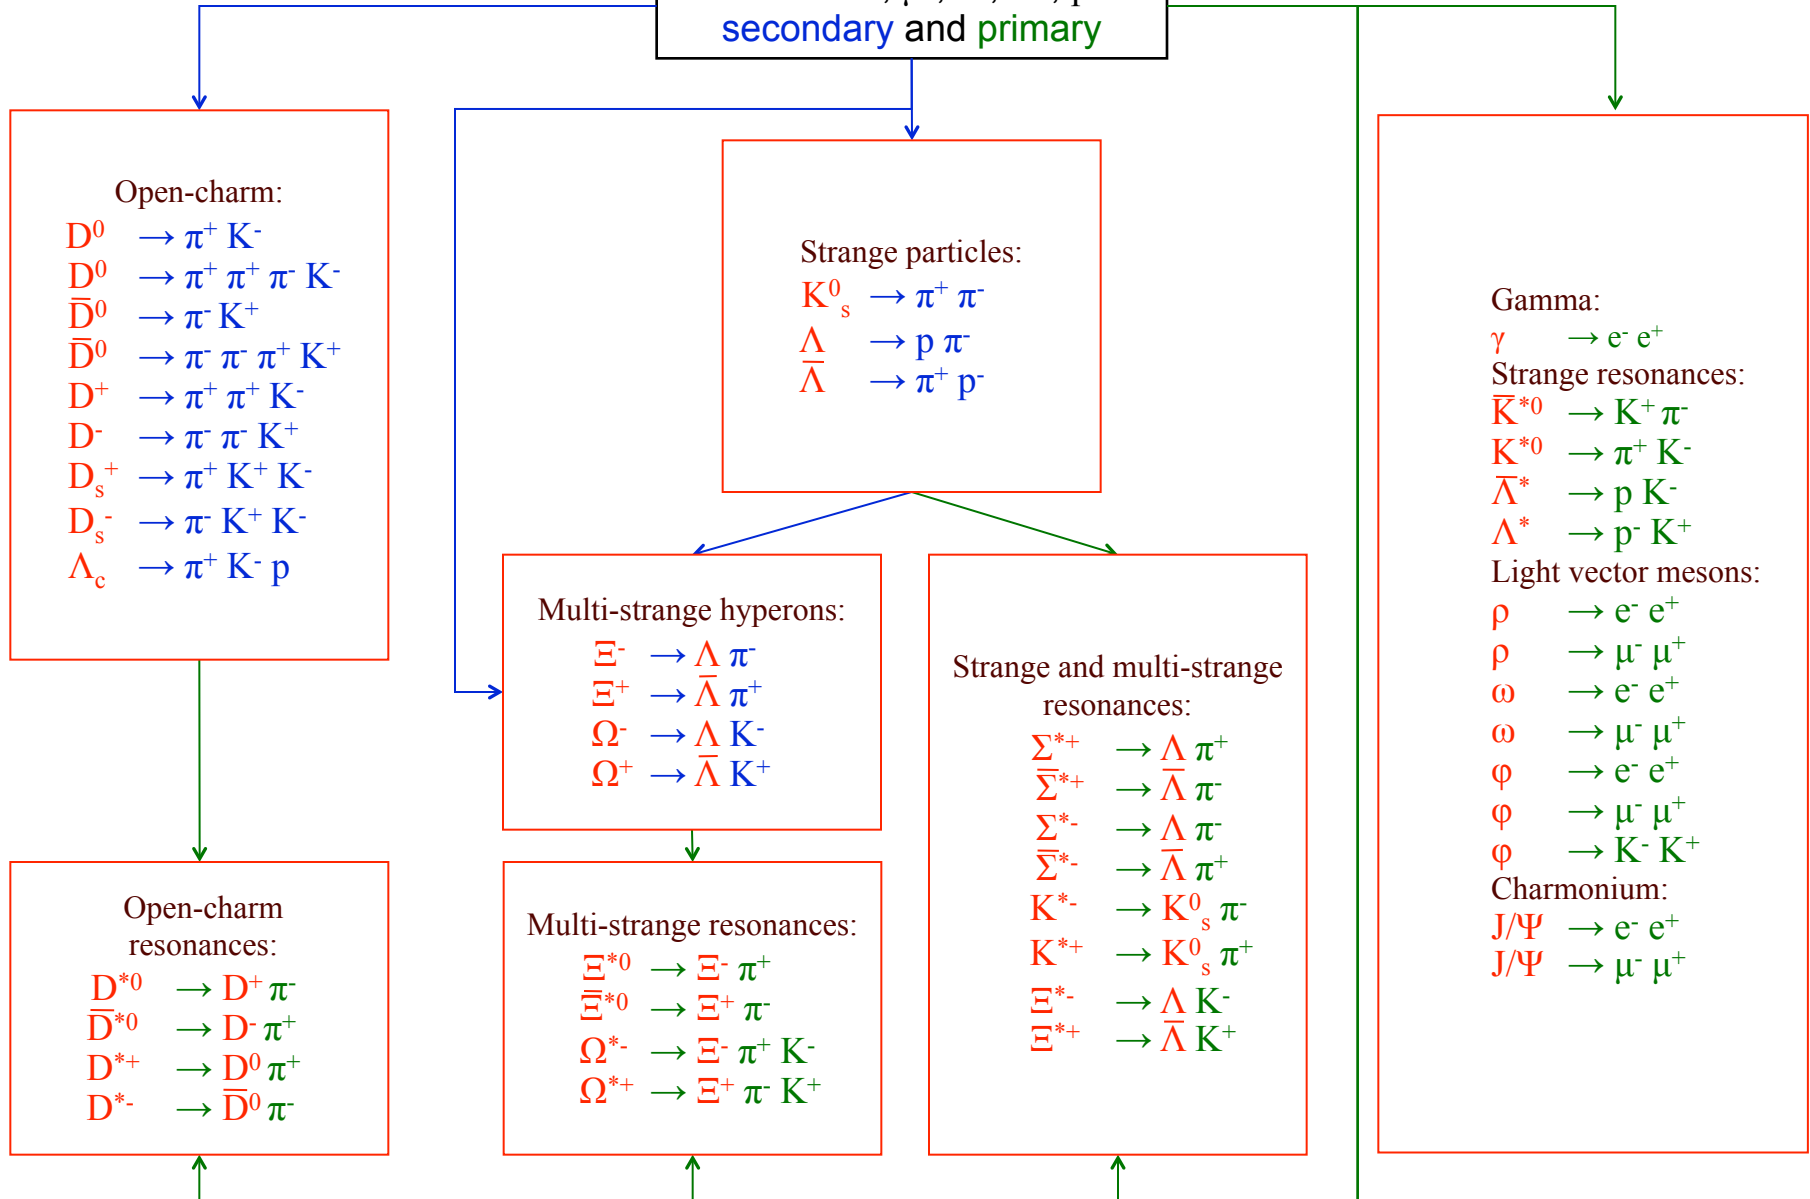 secondary and primary
Open-charm:
D⁰ → π⁺ K⁻
D⁰ → π⁺ π⁺ π⁻ K⁻
D̅⁰ → π⁻ K⁺
D̅⁰ → π⁻ π⁻ π⁺ K⁺
D⁺ → π⁺ π⁺ K⁻
D⁻ → π⁻ π⁻ K⁺
Dₛ⁺ → π⁺ K⁺ K⁻
Dₛ⁻ → π⁻ K⁺ K⁻
Λc → π⁺ K⁻ p
Strange particles:
K⁰ₛ → π⁺ π⁻
Λ → p π⁻
Λ̅ → π⁺ p⁻
Multi-strange hyperons:
Ξ⁻ → Λ π⁻
Ξ⁺ → Λ̅ π⁺
Ω⁻ → Λ K⁻
Ω⁺ → Λ̅ K⁺
Strange and multi-strange
resonances:
Σ*⁺ → Λ π⁺
Σ̅*⁺ → Λ̅ π⁻
Σ*⁻ → Λ π⁻
Σ̅*⁻ → Λ̅ π⁺
K*⁻ → K⁰ₛ π⁻
K*⁺ → K⁰ₛ π⁺
Ξ*⁻ → Λ K⁻
Ξ*⁺ → Λ̅ K⁺
Open-charm
resonances:
D*⁰ → D⁺ π⁻
D̅*⁰ → D⁻ π⁺
D*⁺ → D⁰ π⁺
D*⁻ → D̅⁰ π⁻
Multi-strange resonances:
Ξ*⁰ → Ξ⁻ π⁺
Ξ̅*⁰ → Ξ⁺ π⁻
Ω*⁻ → Ξ⁻ π⁺ K⁻
Ω*⁺ → Ξ⁺ π⁻ K⁺
Gamma:
γ → e⁻ e⁺
Strange resonances:
K̅*⁰ → K⁺ π⁻
K*⁰ → π⁺ K⁻
Λ̅* → p K⁻
Λ* → p⁻ K⁺
Light vector mesons:
ρ → e⁻ e⁺
ρ → μ⁻ μ⁺
ω → e⁻ e⁺
ω → μ⁻ μ⁺
φ → e⁻ e⁺
φ → μ⁻ μ⁺
φ → K⁻ K⁺
Charmonium:
J/Ψ → e⁻ e⁺
J/Ψ → μ⁻ μ⁺